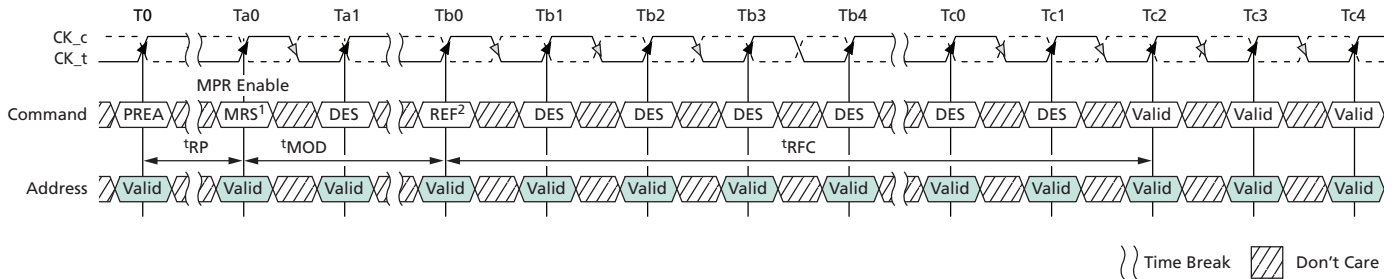 T0 Ta0 Ta1 Tb0 Tb1 Tb2 Tb3 Tb4 Tc0 Tc1 Tc2 Tc3 Tc4
CK_c
CK_t
MPR Enable
Command PREA MRS¹ DES REF² DES DES DES DES DES DES Valid Valid Valid
tRP tMOD tRFC
Address Valid Valid Valid Valid Valid Valid Valid Valid Valid Valid Valid Valid Valid
Time Break Don't Care